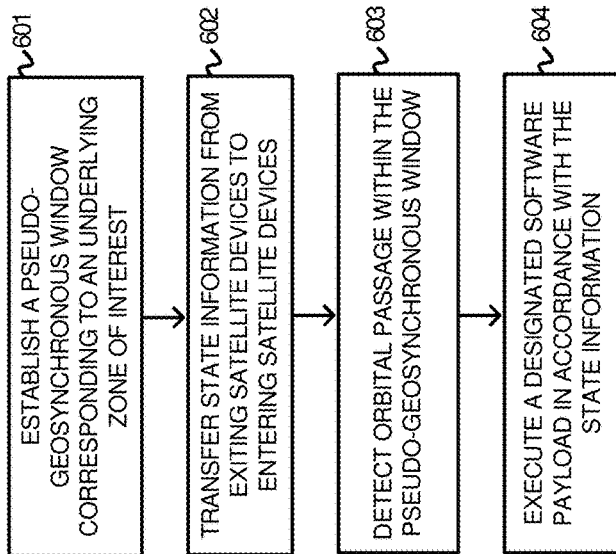 601
ESTABLISH A PSEUDO-
GEOSYNCHRONOUS WINDOW
CORRESPONDING TO AN UNDERLYING
ZONE OF INTEREST
602
TRANSFER STATE INFORMATION FROM
EXITING SATELLITE DEVICES TO
ENTERING SATELLITE DEVICES
603
DETECT ORBITAL PASSAGE WITHIN THE
PSEUDO-GEOSYNCHRONOUS WINDOW
604
EXECUTE A DESIGNATED SOFTWARE
PAYLOAD IN ACCORDANCE WITH THE
STATE INFORMATION